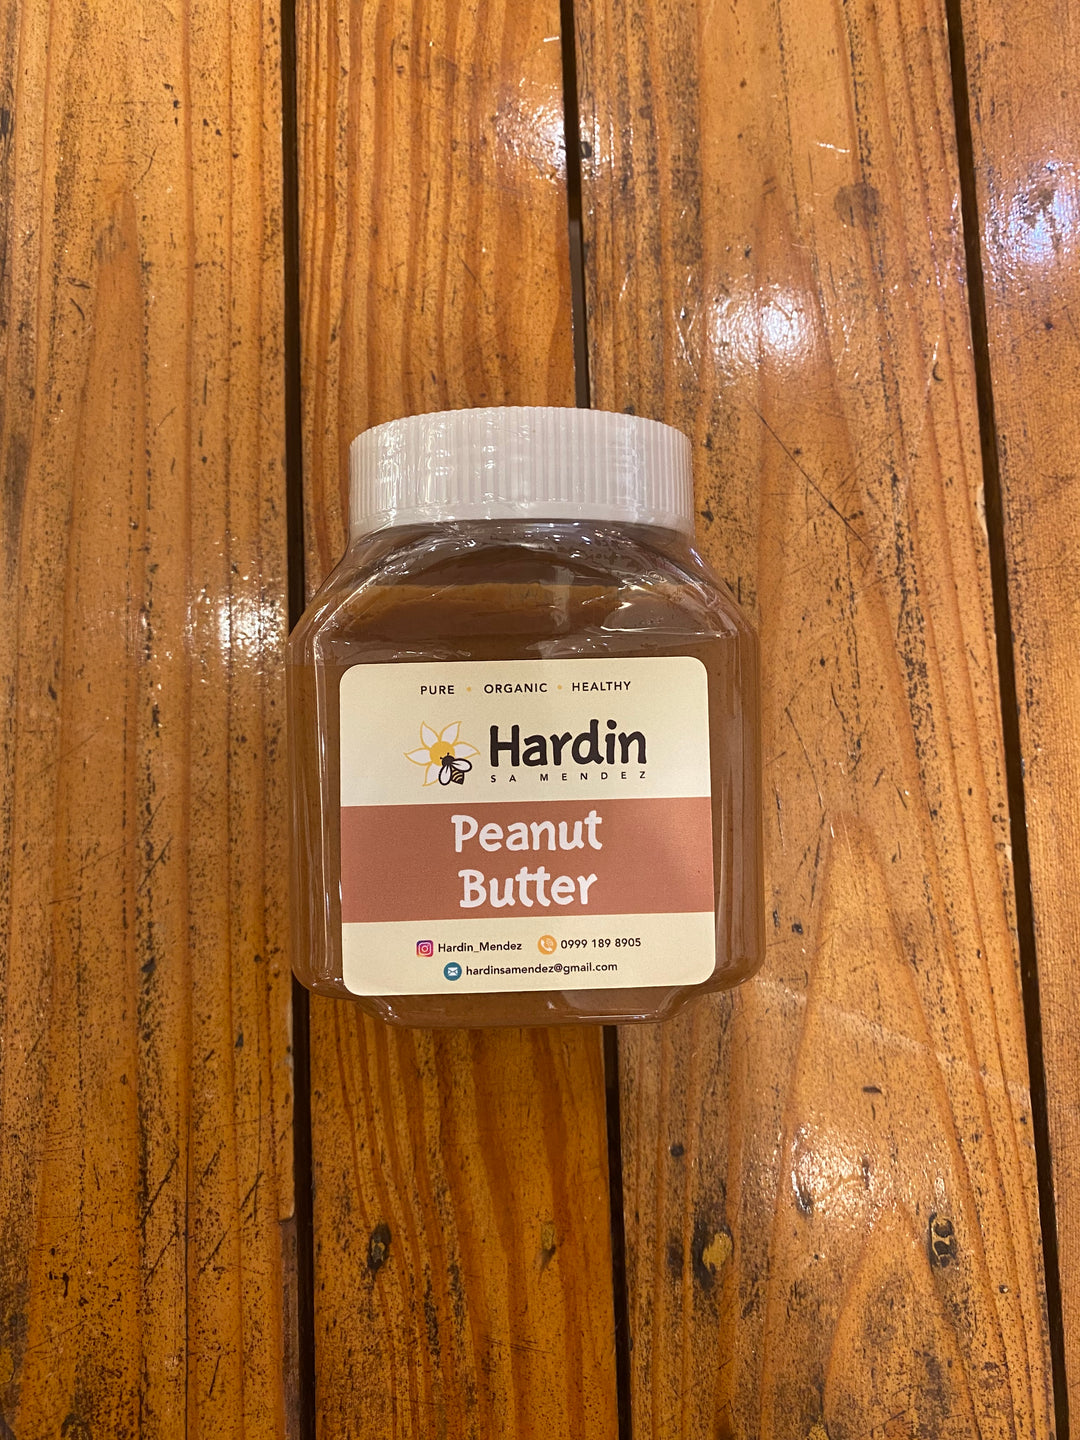 PURE • ORGANIC • HEALTHY
Hardin
SA MENDEZ
Peanut
Butter
Hardin_Mendez 0999 189 8905
hardinsamendez@gmail.com